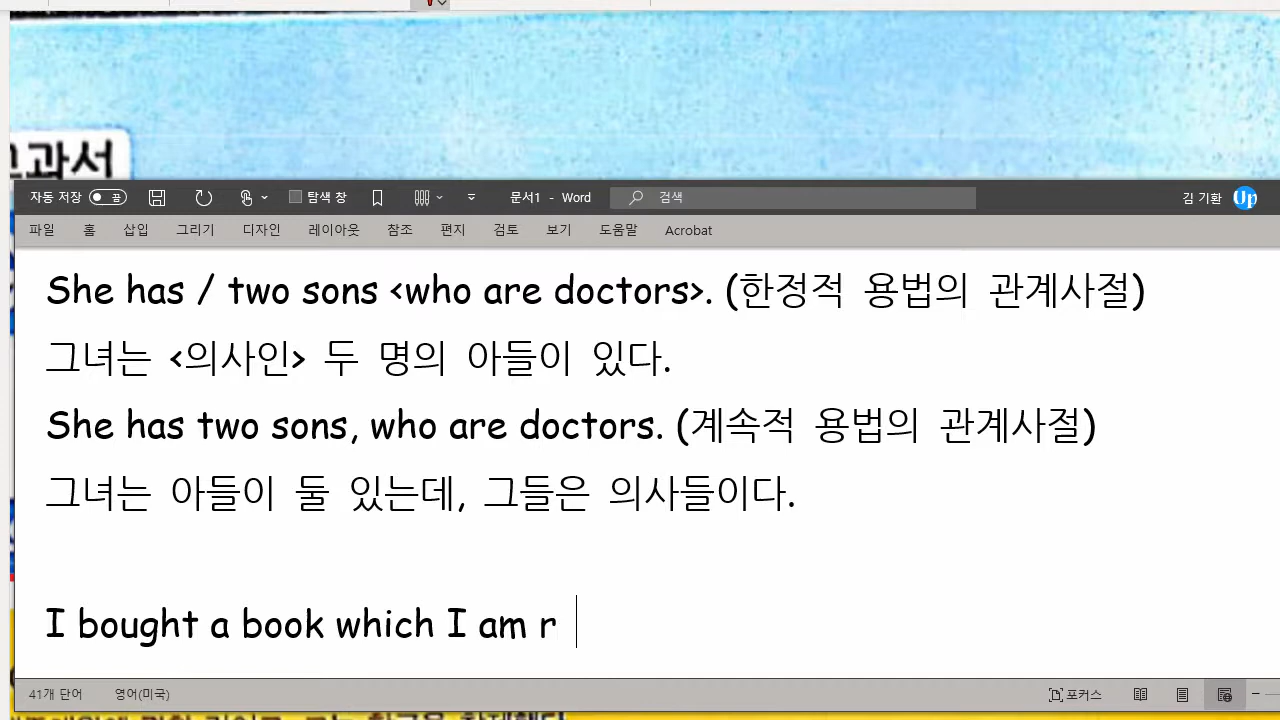 교과서
자동 저장 끔 탐색 창 문서1 - Word 검색 김 기환 Up
파일 홈 삽입 그리기 디자인 레이아웃 참조 편지 검토 보기 도움말 Acrobat
She has / two sons <who are doctors>. (한정적 용법의 관계사절)
그녀는 <의사인> 두 명의 아들이 있다.
She has two sons, who are doctors. (계속적 용법의 관계사절)
그녀는 아들이 둘 있는데, 그들은 의사들이다.
I bought a book which I am r
41개 단어 영어(미국) 포커스